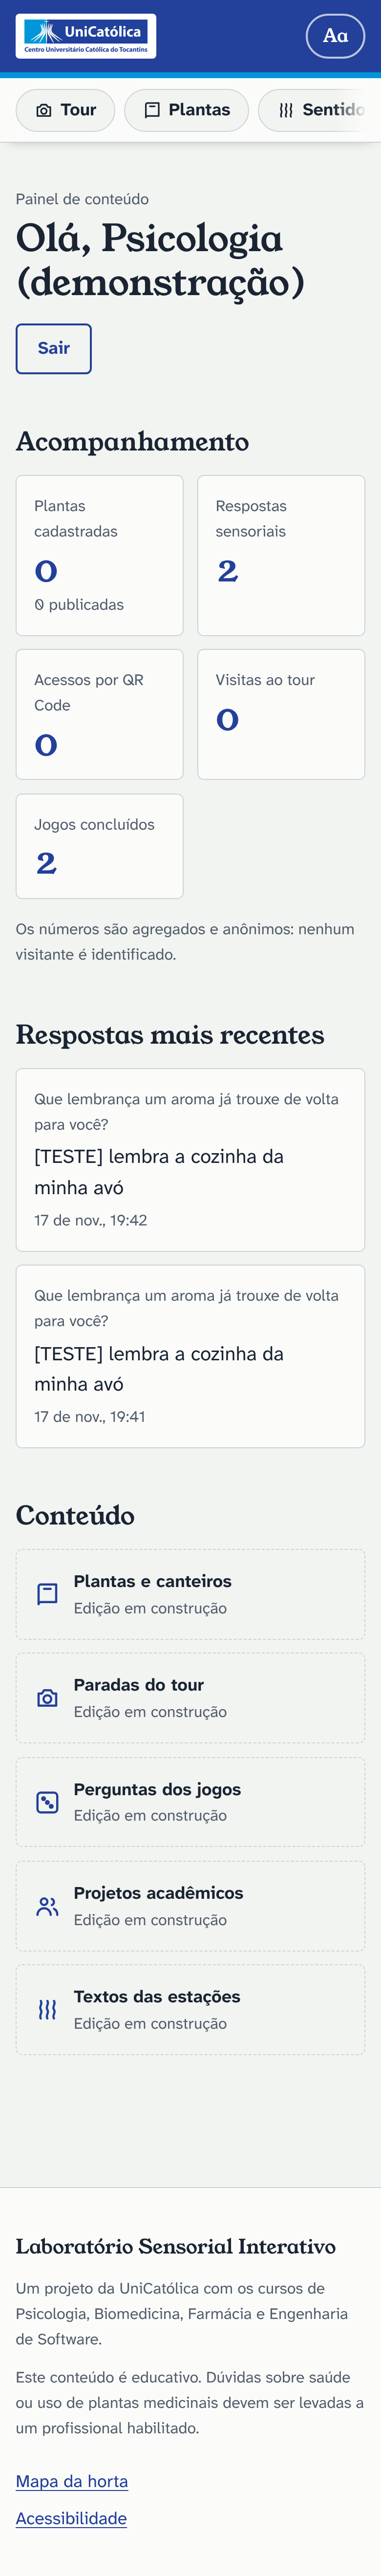 UniCatólica
Centro Universitário Católica do Tocantins
Aa
Tour
Plantas
Sentido
Painel de conteúdo
Olá, Psicologia
(demonstração)
Sair
Acompanhamento
Plantas
cadastradas
0
0 publicadas
Respostas
sensoriais
2
Acessos por QR
Code
0
Visitas ao tour
0
Jogos concluídos
2
Os números são agregados e anônimos: nenhum
visitante é identificado.
Respostas mais recentes
Que lembrança um aroma já trouxe de volta
para você?
[TESTE] lembra a cozinha da
minha avó
17 de nov., 19:42
Que lembrança um aroma já trouxe de volta
para você?
[TESTE] lembra a cozinha da
minha avó
17 de nov., 19:41
Conteúdo
Plantas e canteiros
Edição em construção
Paradas do tour
Edição em construção
Perguntas dos jogos
Edição em construção
Projetos acadêmicos
Edição em construção
Textos das estações
Edição em construção
Laboratório Sensorial Interativo
Um projeto da UniCatólica com os cursos de
Psicologia, Biomedicina, Farmácia e Engenharia
de Software.
Este conteúdo é educativo. Dúvidas sobre saúde
ou uso de plantas medicinais devem ser levadas a
um profissional habilitado.
Mapa da horta
Acessibilidade